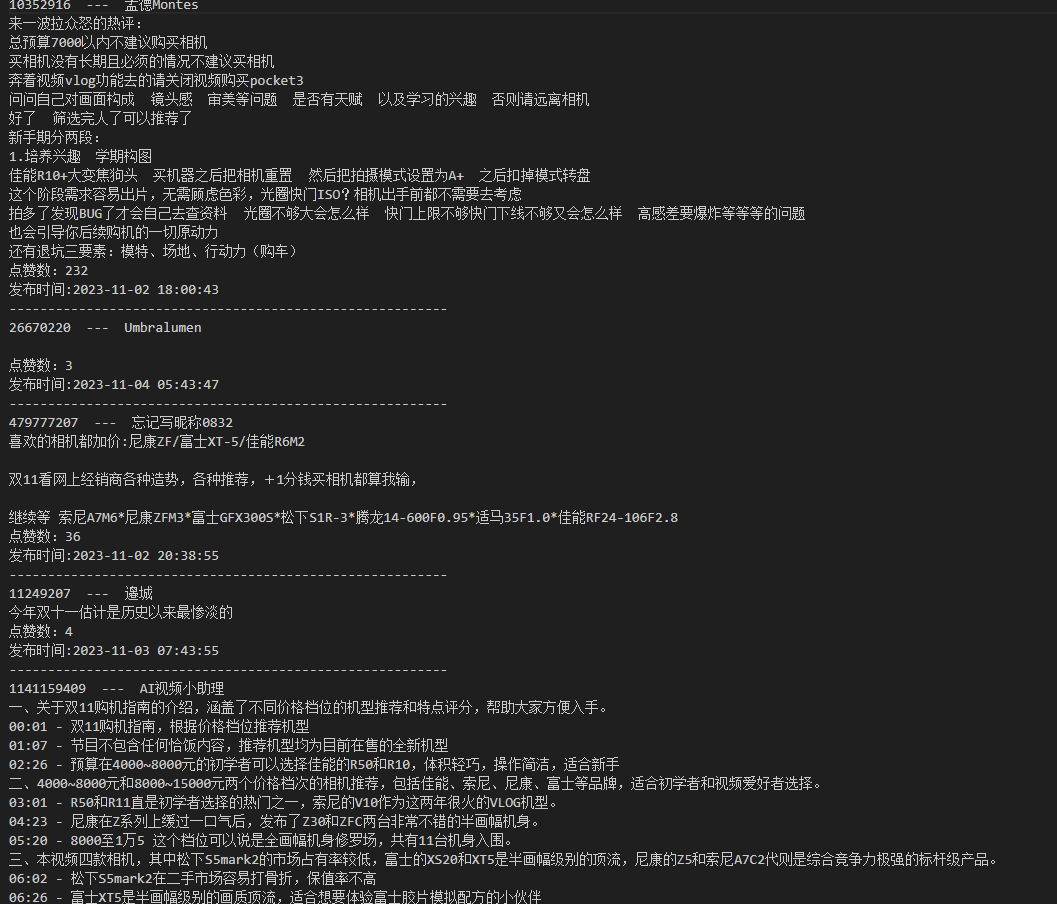 10352916  ---  孟德Montes
来一波拉众怒的热评：
总预算7000以内不建议购买相机
买相机没有长期且必须的情况不建议买相机
奔着视频vlog功能去的请关闭视频购买pocket3
问问自己对画面构成  镜头感  审美等问题  是否有天赋  以及学习的兴趣  否则请远离相机
好了  筛选完人了可以推荐了
新手期分两段：
1.培养兴趣  学期构图
佳能R10+大变焦狗头  买机器之后把相机重置  然后把拍摄模式设置为A+  之后扣掉模式转盘
这个阶段需求容易出片，无需顾虑色彩，光圈快门ISO？相机出手前都不需要去考虑
拍多了发现BUG了才会自己去查资料  光圈不够大会怎么样  快门上限不够快门下线不够又会怎么样  高感差要爆炸等等等的问题
也会引导你后续购机的一切原动力
还有退坑三要素：模特、场地、行动力（购车）
点赞数：232
发布时间:2023-11-02 18:00:43
---------------------------------------------------------
26670220  ---  Umbralumen
点赞数：3
发布时间:2023-11-04 05:43:47
---------------------------------------------------------
479777207  ---  忘记写昵称0832
喜欢的相机都加价:尼康ZF/富士XT-5/佳能R6M2
双11看网上经销商各种造势，各种推荐，＋1分钱买相机都算我输，
继续等 索尼A7M6*尼康ZFM3*富士GFX300S*松下S1R-3*腾龙14-600F0.95*适马35F1.0*佳能RF24-106F2.8
点赞数：36
发布时间:2023-11-02 20:38:55
---------------------------------------------------------
11249207  ---  邉城
今年双十一估计是历史以来最惨淡的
点赞数：4
发布时间:2023-11-03 07:43:55
---------------------------------------------------------
1141159409  ---  AI视频小助理
一、关于双11购机指南的介绍，涵盖了不同价格档位的机型推荐和特点评分，帮助大家方便入手。
00:01 - 双11购机指南，根据价格档位推荐机型
01:07 - 节目不包含任何恰饭内容，推荐机型均为目前在售的全新机型
02:26 - 预算在4000~8000元的初学者可以选择佳能的R50和R10，体积轻巧，操作简洁，适合新手
二、4000~8000元和8000~15000元两个价格档次的相机推荐，包括佳能、索尼、尼康、富士等品牌，适合初学者和视频爱好者选择。
03:01 - R50和R11直是初学者选择的热门之一，索尼的V10作为这两年很火的VLOG机型。
04:23 - 尼康在Z系列上缓过一口气后，发布了Z30和ZFC两台非常不错的半画幅机身。
05:20 - 8000至1万5 这个档位可以说是全画幅机身修罗场，共有11台机身入围。
三、本视频四款相机，其中松下S5mark2的市场占有率较低，富士的XS20和XT5是半画幅级别的顶流，尼康的Z5和索尼A7C2代则是综合竞争力极强的标杆级产品。
06:02 - 松下S5mark2在二手市场容易打骨折，保值率不高
06:26 - 富士XT5是半画幅级别的画质顶流，适合想要体验富士胶片模拟配方的小伙伴